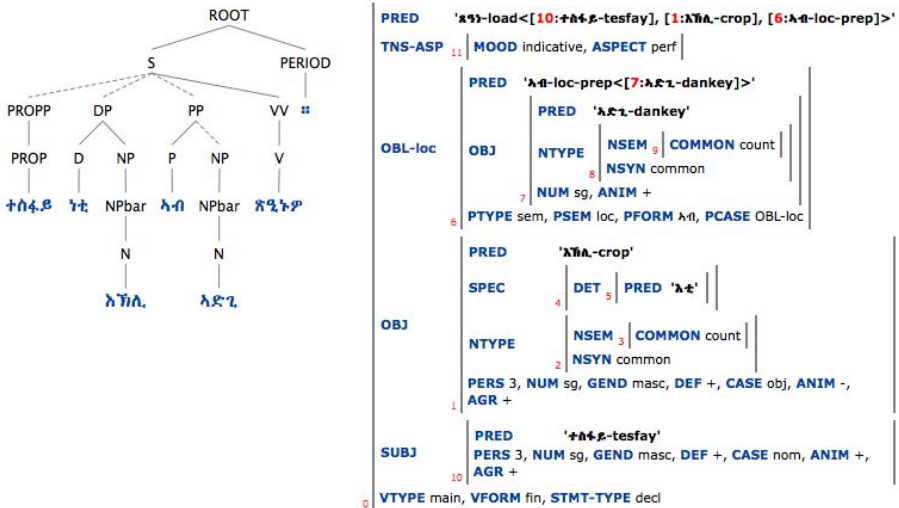 ROOT
S PERIOD
PROPP DP PP VV ።
PROP D NP P NP V
ተስፋይ ነቲ NPbar ኣብ NPbar ጽዒኑዎ
N N
እኽሊ ኣድጊ
PRED 'ጸዓነ-load<[10:ተስፋይ-tesfay], [1:እኽሊ-crop], [6:ኣብ-loc-prep]>'
TNS-ASP 11 MOOD indicative, ASPECT perf
PRED 'ኣብ-loc-prep<[7:ኣድጊ-dankey]>'
PRED 'ኣድጊ-dankey'
OBL-loc OBJ NTYPE NSEM 9 COMMON count
8 NSYN common
7 NUM sg, ANIM +
6 PTYPE sem, PSEM loc, PFORM ኣብ, PCASE OBL-loc
PRED 'እኽሊ-crop'
SPEC 4 DET 5 PRED 'እቲ'
OBJ
NTYPE NSEM 3 COMMON count
2 NSYN common
PERS 3, NUM sg, GEND masc, DEF +, CASE obj, ANIM -,
1 AGR +
PRED 'ተስፋይ-tesfay'
SUBJ PERS 3, NUM sg, GEND masc, DEF +, CASE nom, ANIM +,
10 AGR +
0 VTYPE main, VFORM fin, STMT-TYPE decl